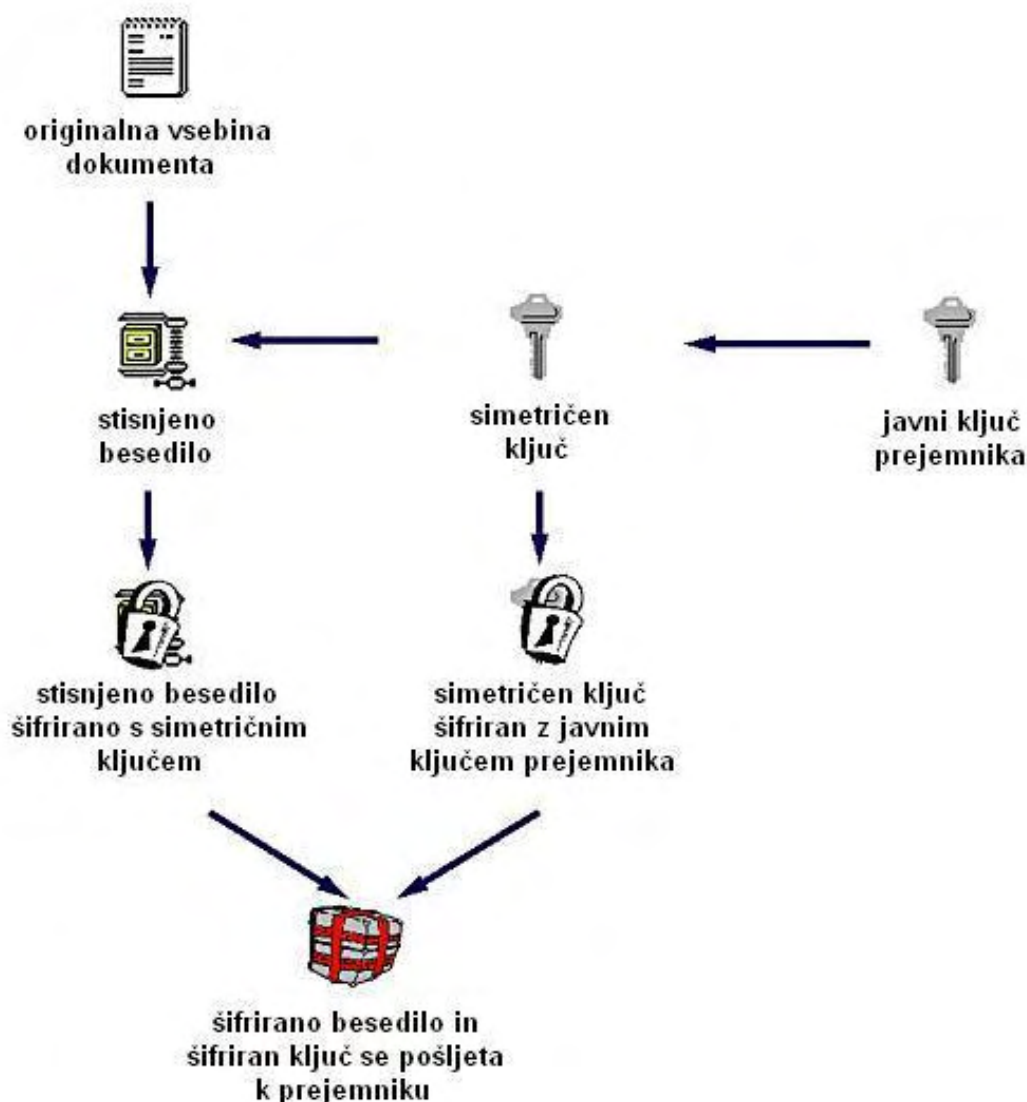 originalna vsebina
dokumenta
stisnjeno
besedilo
simetričen
ključ
javni ključ
prejemnika
stisnjeno besedilo
šifrirano s simetričnim
ključem
simetričen ključ
šifriran z javnim
ključem prejemnika
šifrirano besedilo in
šifriran ključ se pošljeta
k prejemniku